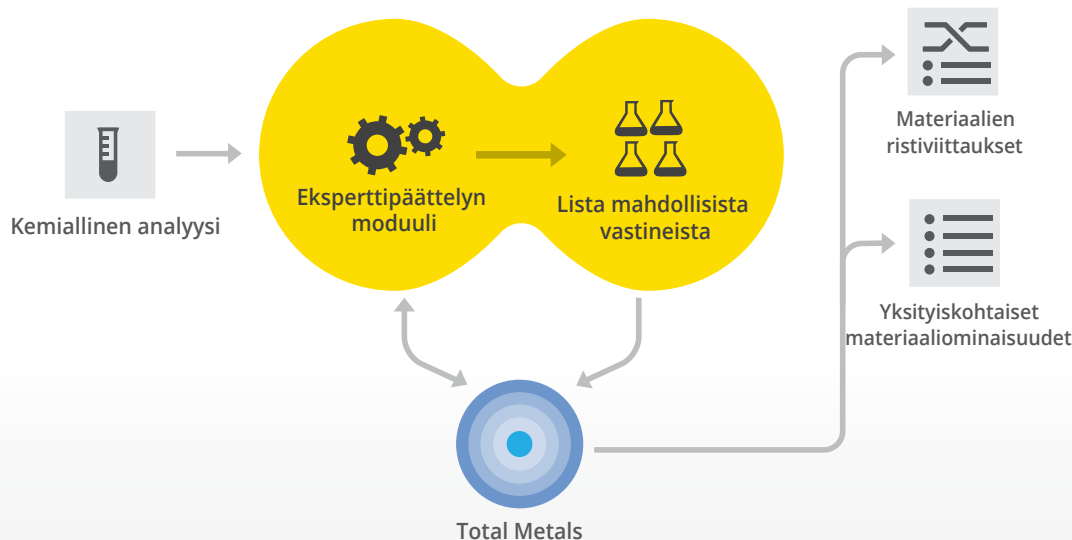 Kemiallinen analyysi
Eksperttipäättelyn
moduuli
Lista mahdollisista
vastineista
Materiaalien
ristiviittaukset
Yksityiskohtaiset
materiaaliominaisuudet
Total Metals